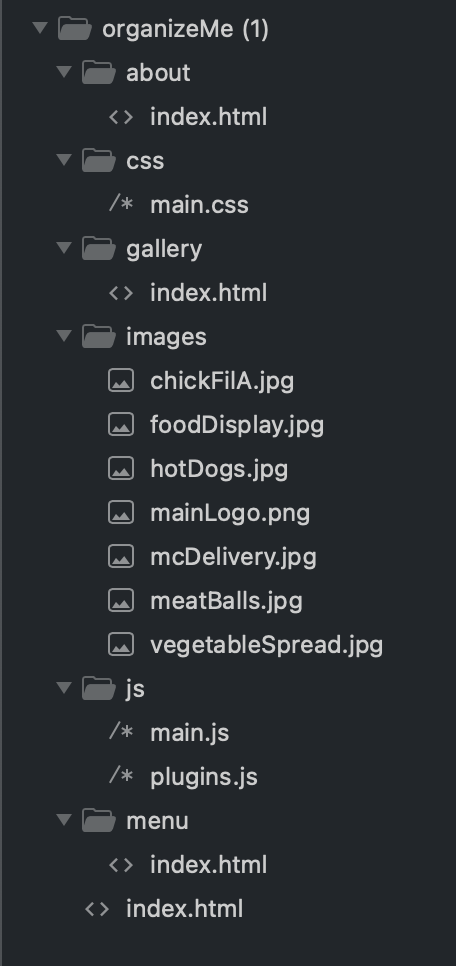 organizeMe (1)
about
<> index.html
css
/* main.css
gallery
<> index.html
images
chickFilA.jpg
foodDisplay.jpg
hotDogs.jpg
mainLogo.png
mcDelivery.jpg
meatBalls.jpg
vegetableSpread.jpg
js
/* main.js
/* plugins.js
menu
<> index.html
<> index.html